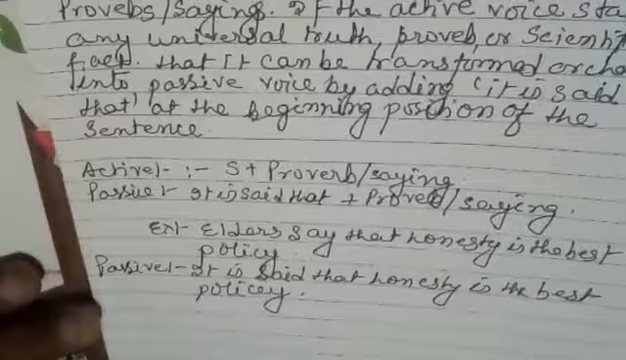 Proverbs/Sayings. If the active voice sta
any universal truth, proverb, or Scientif
fact. that it can be transformed or cha
into passive voice by adding 'it is said
that' at the beginning position of the
Sentence.
Active:- :- S+ Proverb/saying
Passive:- It is said that + Proverb/saying.
Ex:- Elders say that honesty is the best
policy
Passive:- It is said that honesty is the best
policey.